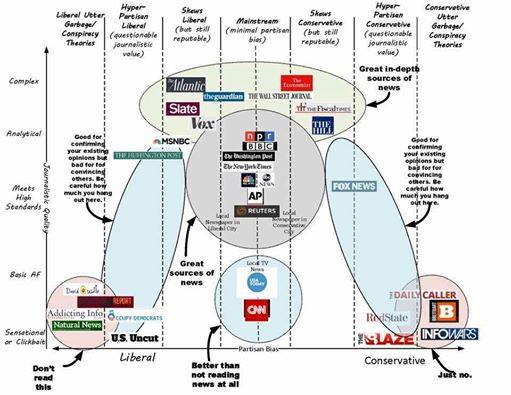 Liberal Utter
Garbage/
Conspiracy
Theories
Hyper-
Partisan
Liberal
(questionable
journalistic
value)
Skews
Liberal
(but still
reputable)
Mainstream
(minimal partisan
bias)
Skews
Conservative
(but still
reputable)
Hyper-
Partisan
Conservative
(questionable
journalistic
value)
Conservative
Utter
Garbage/
Conspiracy
Theories
Complex
Analytical
Meets
High
Standards
Basic AF
Sensational
or Clickbait
Journalistic Quality
Great in-depth
sources of
news
The Atlantic
theguardian
The
Economist
THE WALL STREET JOURNAL
Slate
Vox
THE FISCAL TIMES
THE
HILL
Good for
confirming
your existing
opinions but
bad for for
convincing
others. Be
careful how
much you hang
out here.
MSNBC
THE HUFFINGTON POST
npr
BBC
The Washington Post
The New York Times
NBC
NEWS
abc
NEWS
AP
REUTERS
Local
Newspaper in
Liberal City
Local
Newspaper in
Conservative
City
FOX NEWS
Good for
confirming
your existing
opinions but
bad for for
convincing
others. Be
careful how
much you hang
out here.
Great
sources of
news
Local TV
News
USA
TODAY
CNN
David Wolfe
REPORT
Addicting Info
Natural News
OCCUPY DEMOCRATS
U.S. Uncut
THE DAILY CALLER
RedState
B
THE BLAZE
INFOWARS
Liberal
Partisan Bias
Conservative
Don't
read
this
Better than
not reading
news at all
Just no.